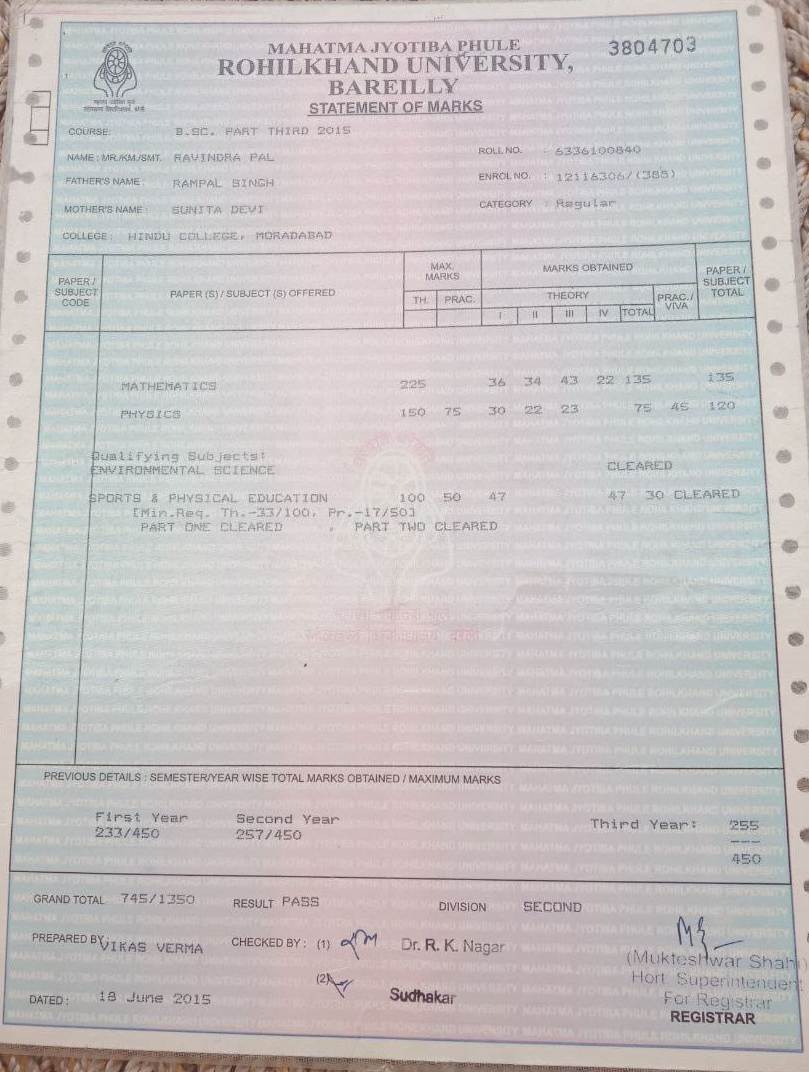 MAHATMA JYOTIBA PHULE
3804703
ROHILKHAND UNIVERSITY,
BAREILLY
STATEMENT OF MARKS
COURSE: B.SC. PART THIRD 2015
NAME : MR./KM./SMT. RAVINDRA PAL
ROLL NO. : 6336100840
FATHER'S NAME : RAMPAL SINGH
ENROL NO. : 12116306/(385)
MOTHER'S NAME : SUNITA DEVI
CATEGORY : Regular
COLLEGE : HINDU COLLEGE, MORADABAD
PAPER / SUBJECT CODE
PAPER (S) / SUBJECT (S) OFFERED
MAX. MARKS
TH. PRAC.
MARKS OBTAINED
THEORY
I II III IV TOTAL
PRAC./ VIVA
PAPER / SUBJECT TOTAL
MATHEMATICS 225 36 34 43 22 135 135
PHYSICS 150 75 30 22 23 75 45 120
Qualifying Subjects:
ENVIRONMENTAL SCIENCE CLEARED
SPORTS & PHYSICAL EDUCATION 100 50 47 47 30 CLEARED
[Min.Req. Th.-33/100, Pr.-17/50]
PART ONE CLEARED , PART TWO CLEARED
PREVIOUS DETAILS : SEMESTER/YEAR WISE TOTAL MARKS OBTAINED / MAXIMUM MARKS
First Year Second Year Third Year: 255
233/450 257/450 ---
450
GRAND TOTAL 745/1350 RESULT PASS DIVISION SECOND
PREPARED BY: VIKAS VERMA CHECKED BY : (1) Dr. R. K. Nagar
(Mukteshwar Shahi)
(2) Sudhakar
Hort Superintendent
For Registrar
DATED : 18 June 2015
REGISTRAR